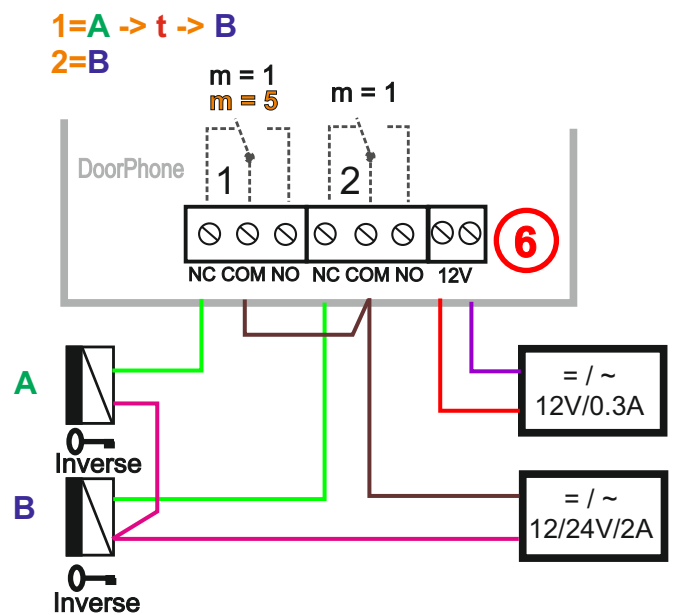 1=A -> t -> B
2=B
m = 1
m = 5
m = 1
DoorPhone
1
2
6
NC COM NO NC COM NO 12V
A
= / ~
12V/0.3A
Inverse
B
= / ~
12/24V/2A
Inverse